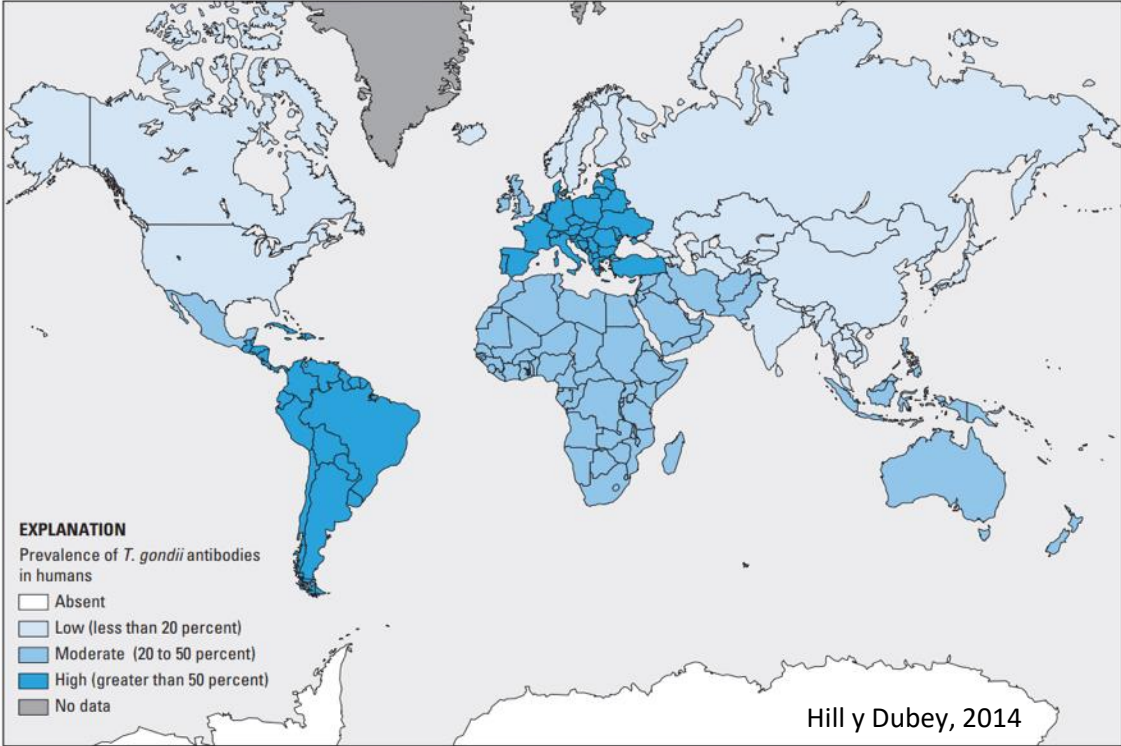 EXPLANATION
Prevalence of T. gondii antibodies
in humans
Absent
Low (less than 20 percent)
Moderate (20 to 50 percent)
High (greater than 50 percent)
No data
Hill y Dubey, 2014